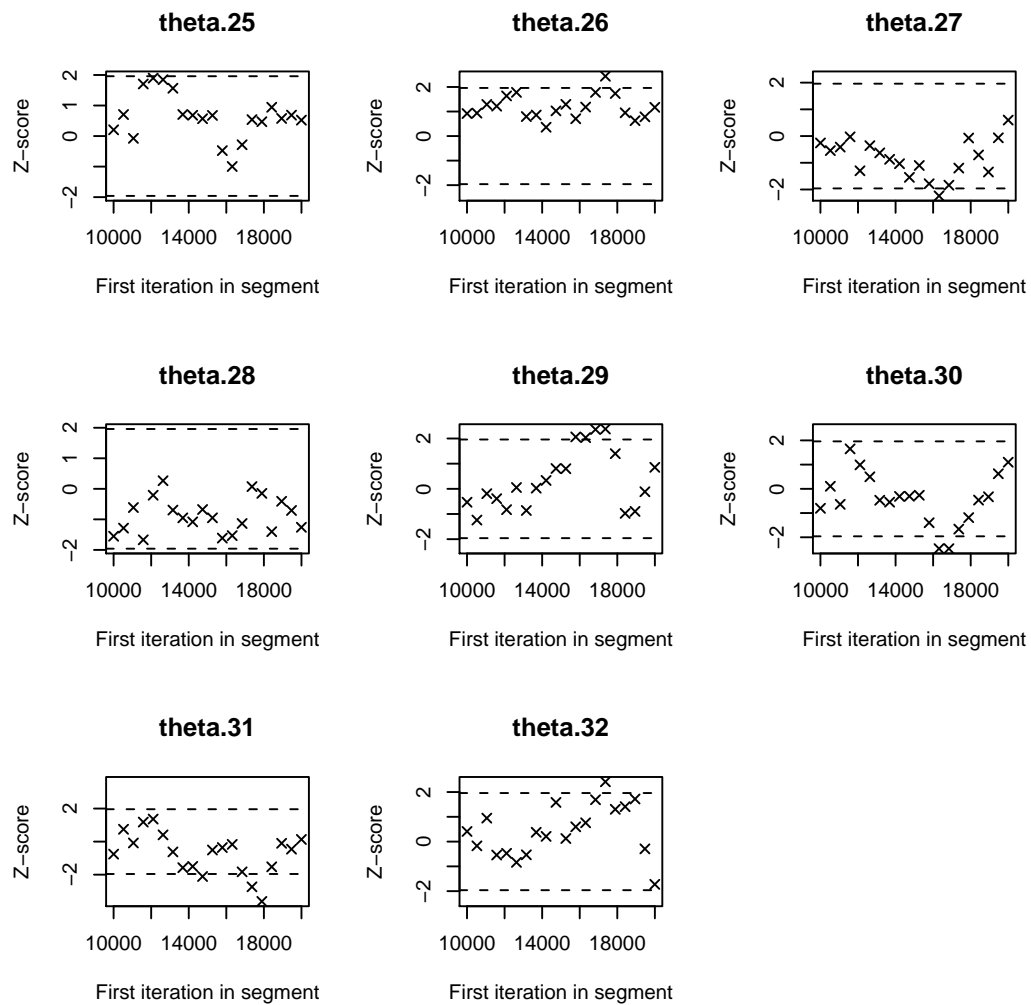 theta.25 theta.26 theta.27
Z−score Z−score Z−score
2 2 2
1
0 0 0
−2 −2 −2
10000 14000 18000 10000 14000 18000 10000 14000 18000
First iteration in segment First iteration in segment First iteration in segment
theta.28 theta.29 theta.30
Z−score Z−score Z−score
2 2 2
1
0 0 0
−2 −2 −2
10000 14000 18000 10000 14000 18000 10000 14000 18000
First iteration in segment First iteration in segment First iteration in segment
theta.31 theta.32
Z−score Z−score
2 2
0
−2 −2
10000 14000 18000 10000 14000 18000
First iteration in segment First iteration in segment